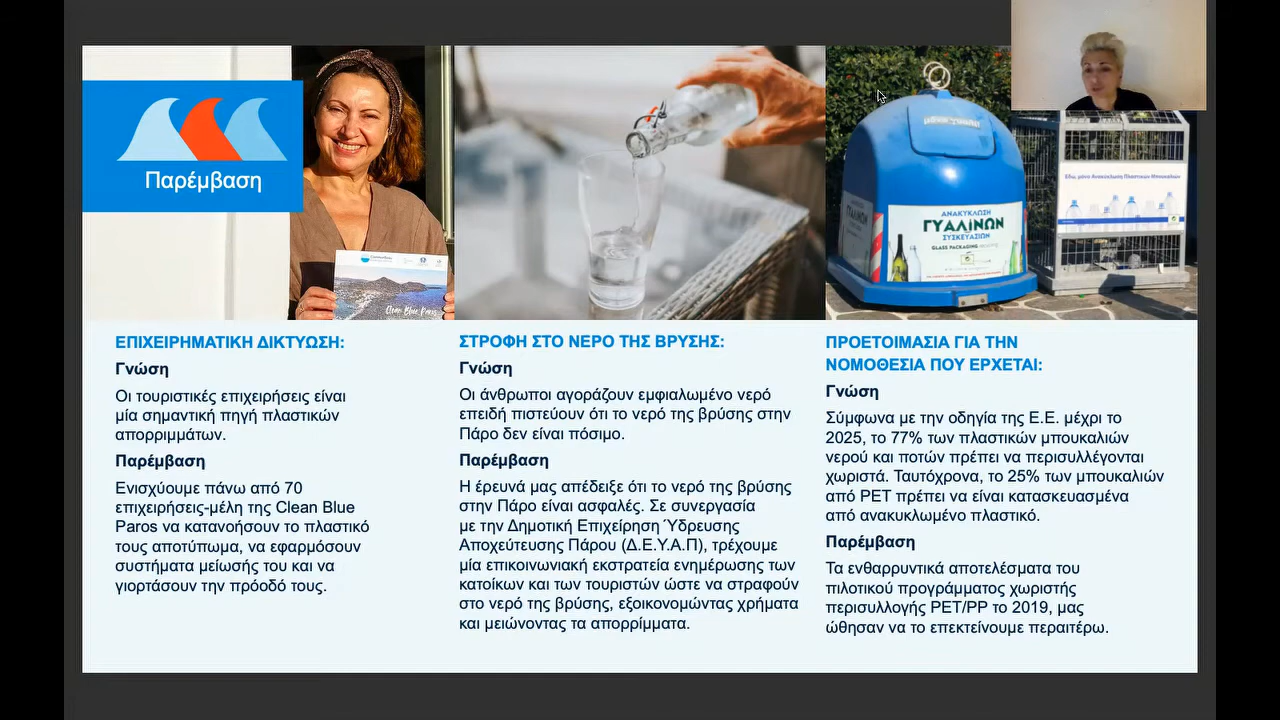 Παρέμβαση
Clean Blue Paros
Εδώ, μόνο Ανακύκλωση Πλαστικών Μπουκαλιών
ΑΝΑΚΥΚΛΩΣΗ
ΓΥΑΛΙΝΩΝ
ΣΥΣΚΕΥΑΣΙΩΝ
GLASS PACKAGING
ΕΠΙΧΕΙΡΗΜΑΤΙΚΗ ΔΙΚΤΥΩΣΗ:
Γνώση
Οι τουριστικές επιχειρήσεις είναι
μία σημαντική πηγή πλαστικών
απορριμμάτων.
Παρέμβαση
Ενισχύουμε πάνω από 70
επιχειρήσεις-μέλη της Clean Blue
Paros να κατανοήσουν το πλαστικό
τους αποτύπωμα, να εφαρμόσουν
συστήματα μείωσής του και να
γιορτάσουν την πρόοδό τους.
ΣΤΡΟΦΗ ΣΤΟ ΝΕΡΟ ΤΗΣ ΒΡΥΣΗΣ:
Γνώση
Οι άνθρωποι αγοράζουν εμφιαλωμένο νερό
επειδή πιστεύουν ότι το νερό της βρύσης στην
Πάρο δεν είναι πόσιμο.
Παρέμβαση
Η έρευνά μας απέδειξε ότι το νερό της βρύσης
στην Πάρο είναι ασφαλές. Σε συνεργασία
με την Δημοτική Επιχείρηση Ύδρευσης
Αποχέτευσης Πάρου (Δ.Ε.Υ.Α.Π), τρέχουμε
μία επικοινωνιακή εκστρατεία ενημέρωσης των
κατοίκων και των τουριστών ώστε να στραφούν
στο νερό της βρύσης, εξοικονομώντας χρήματα
και μειώνοντας τα απορρίμματα.
ΠΡΟΕΤΟΙΜΑΣΙΑ ΓΙΑ ΤΗΝ
ΝΟΜΟΘΕΣΙΑ ΠΟΥ ΕΡΧΕΤΑΙ:
Γνώση
Σύμφωνα με την οδηγία της Ε.Ε. μέχρι το
2025, το 77% των πλαστικών μπουκαλιών
νερού και ποτών πρέπει να περισυλλέγονται
χωριστά. Ταυτόχρονα, το 25% των μπουκαλιών
από PET πρέπει να είναι κατασκευασμένα
από ανακυκλωμένο πλαστικό.
Παρέμβαση
Τα ενθαρρυντικά αποτελέσματα του
πιλοτικού προγράμματος χωριστής
περισυλλογής PET/PP το 2019, μας
ώθησαν να το επεκτείνουμε περαιτέρω.